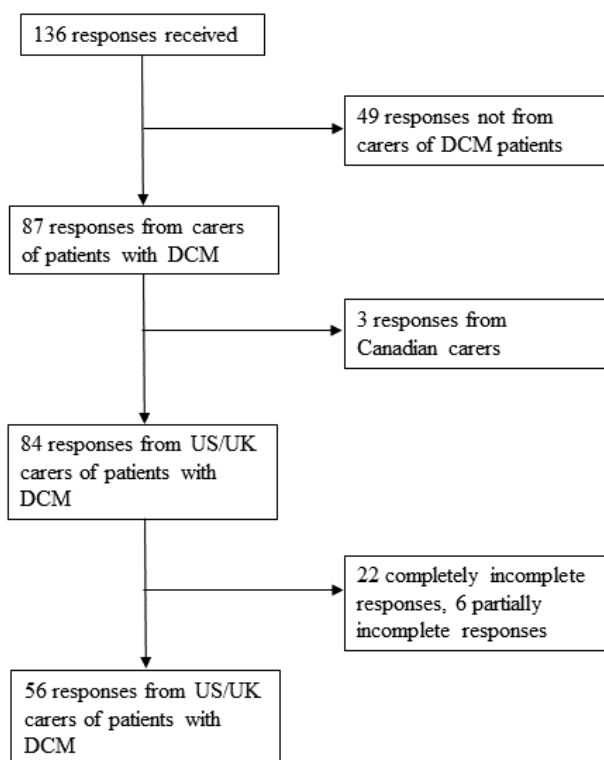 136 responses received
49 responses not from
carers of DCM patients
87 responses from carers
of patients with DCM
3 responses from
Canadian carers
84 responses from US/UK
carers of patients with
DCM
22 completely incomplete
responses, 6 partially
incomplete responses
56 responses from US/UK
carers of patients with
DCM